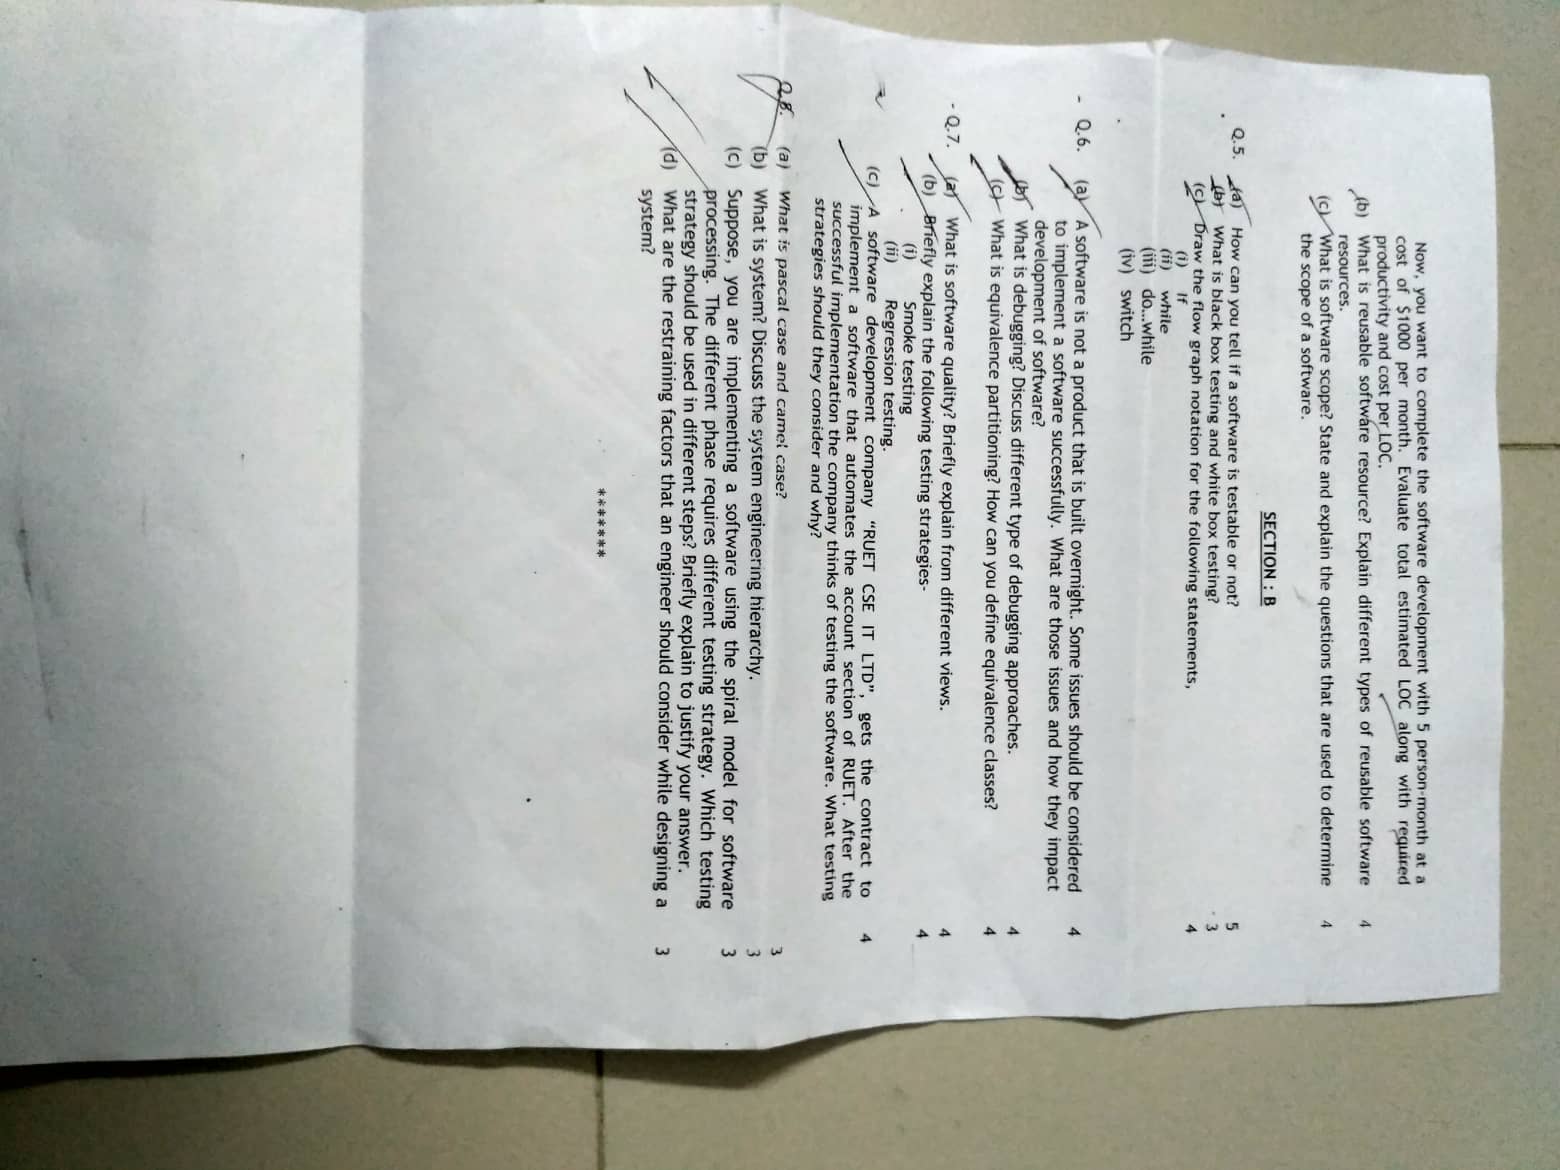 Now, you want to complete the software development with 5 person-month at a
cost of $1000 per month. Evaluate total estimated LOC along with required
productivity and cost per LOC.
(b) What is reusable software resource? Explain different types of reusable software 4
resources.
(c) What is software scope? State and explain the questions that are used to determine 4
the scope of a software.
SECTION : B
Q.5. (a) How can you tell if a software is testable or not? 5
(b) What is black box testing and white box testing? 3
(c) Draw the flow graph notation for the following statements, 4
(i) If
(ii) while
(iii) do...while
(iv) switch
Q.6. (a) A software is not a product that is built overnight. Some issues should be considered 4
to implement a software successfully. What are those issues and how they impact
development of software?
(b) What is debugging? Discuss different type of debugging approaches. 4
(c) What is equivalence partitioning? How can you define equivalence classes? 4
Q.7. (a) What is software quality? Briefly explain from different views. 4
(b) Briefly explain the following testing strategies- 4
(i) Smoke testing
(ii) Regression testing.
(c) A software development company “RUET CSE IT LTD”, gets the contract to 4
implement a software that automates the account section of RUET. After the
successful implementation the company thinks of testing the software. What testing
strategies should they consider and why?
Q.8. (a) What is pascal case and camel case? 3
(b) What is system? Discuss the system engineering hierarchy. 3
(c) Suppose, you are implementing a software using the spiral model for software 3
processing. The different phase requires different testing strategy. Which testing
strategy should be used in different steps? Briefly explain to justify your answer.
(d) What are the restraining factors that an engineer should consider while designing a 3
system?
*******